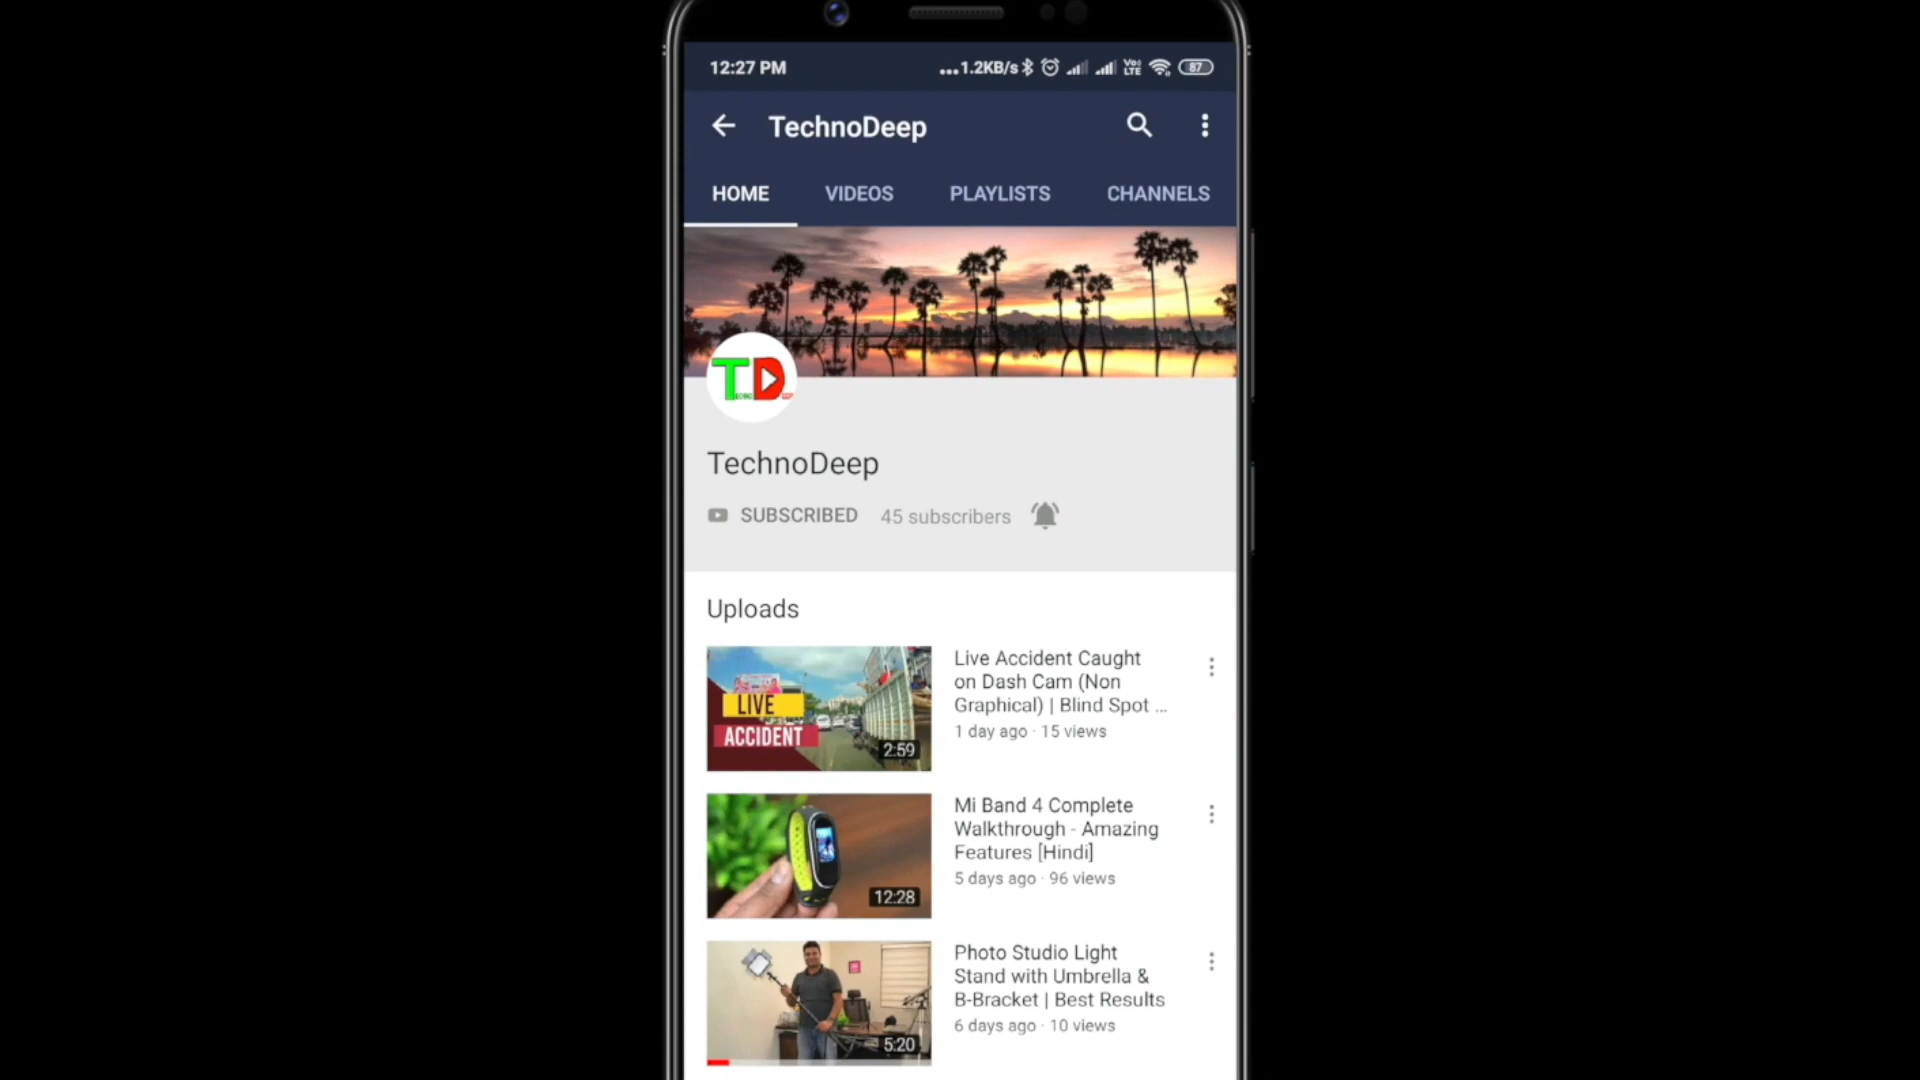 12:27 PM
...1.2KB/s
Vo LTE
87
TechnoDeep
HOME
VIDEOS
PLAYLISTS
CHANNELS
TD
TechnoDeep
SUBSCRIBED
45 subscribers
Uploads
LIVE
ACCIDENT
2:59
Live Accident Caught
on Dash Cam (Non
Graphical) | Blind Spot ...
1 day ago · 15 views
12:28
Mi Band 4 Complete
Walkthrough - Amazing
Features [Hindi]
5 days ago · 96 views
5:20
Photo Studio Light
Stand with Umbrella &
B-Bracket | Best Results
6 days ago · 10 views